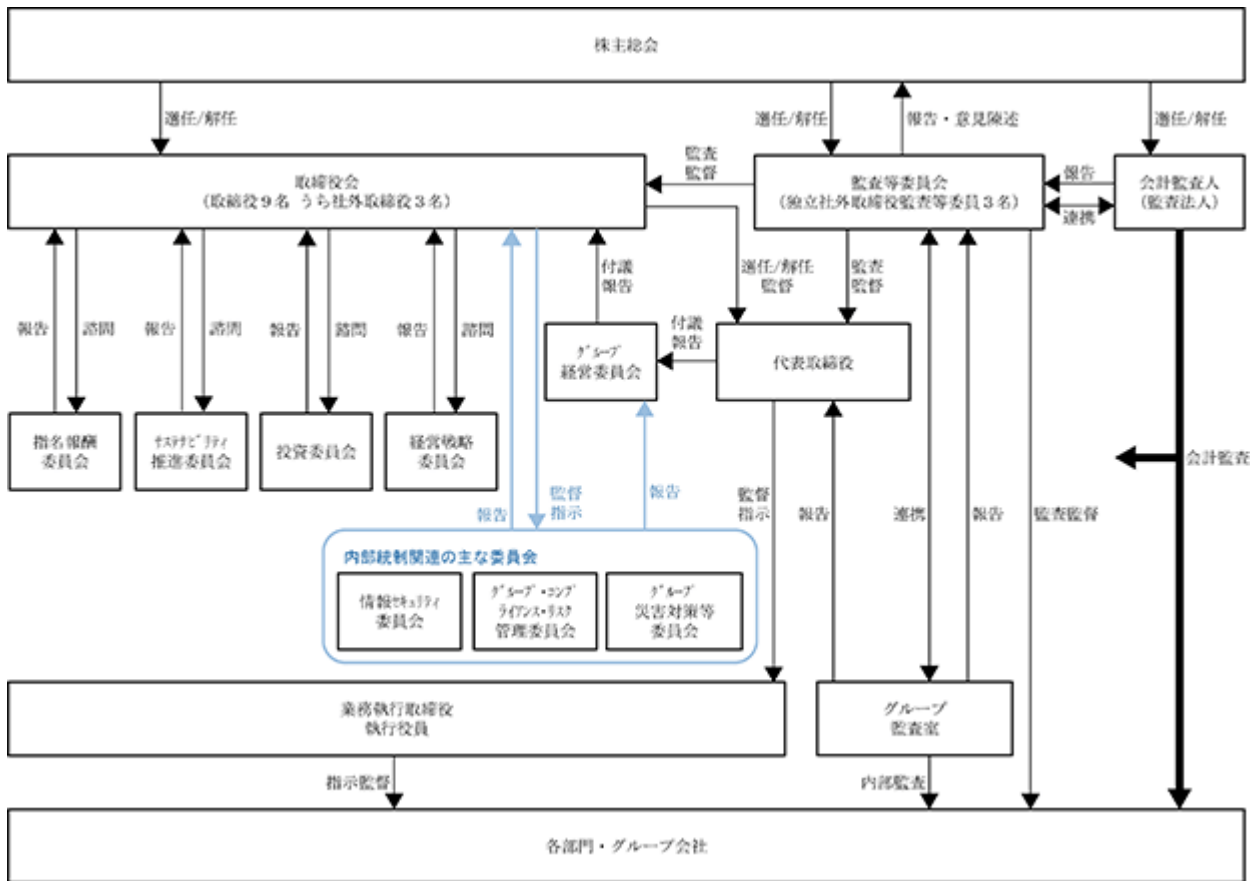 株主総会
選任/解任
選任/解任
報告・意見陳述
選任/解任
取締役会
(取締役9名 うち社外取締役3名)
監査
監督
監査等委員会
(独立社外取締役監査等委員3名)
報告
連携
会計監査人
(監査法人)
報告
諮問
報告
諮問
報告
諮問
報告
諮問
付議
報告
選任/解任
監督
監査
監督
グループ
経営委員会
付議
報告
代表取締役
指名報酬
委員会
サステナビリティ
推進委員会
投資委員会
経営戦略
委員会
報告
監督
指示
報告
監督
指示
報告
連携
報告
監査監督
会計監査
内部統制関連の主な委員会
情報セキュリティ
委員会
グループ・コンプ
ライアンス・リスク
管理委員会
グループ
災害対策等
委員会
業務執行取締役
執行役員
グループ
監査室
指示監督
内部監査
各部門・グループ会社